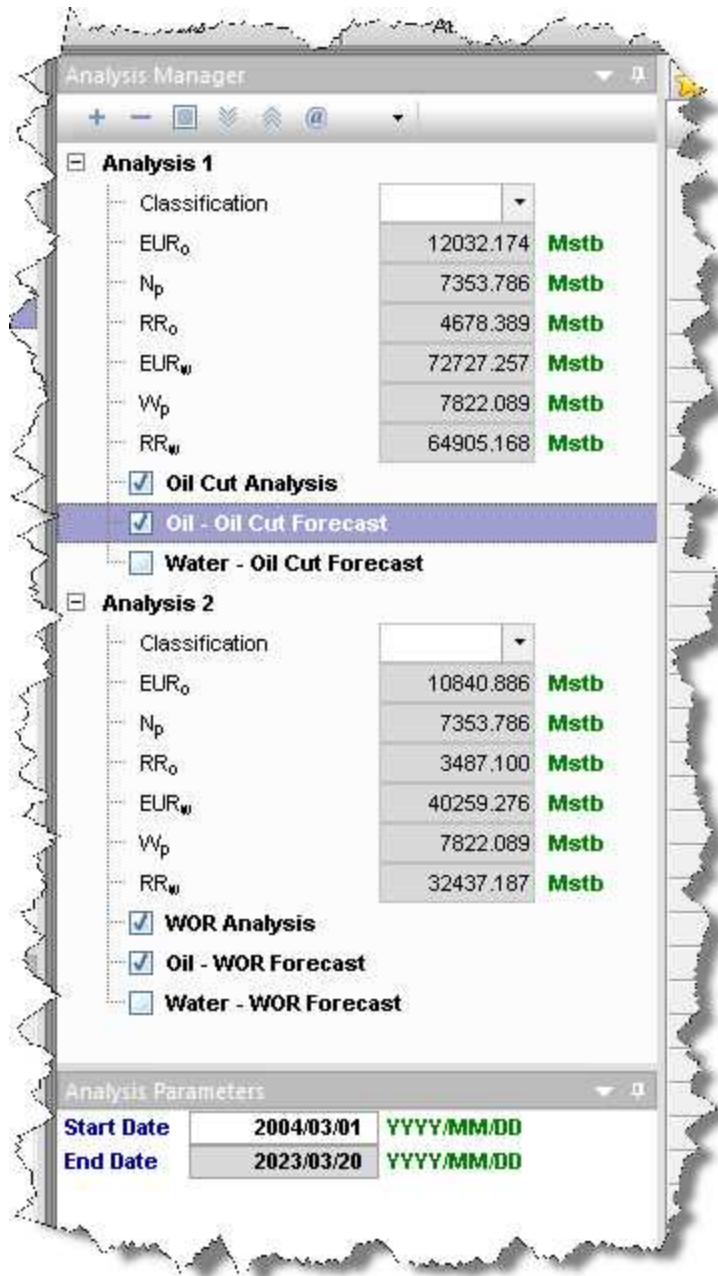 Analysis Manager
@
Analysis 1
Classification
EURo
12032.174 Mstb
Np
7353.786 Mstb
RRo
4678.389 Mstb
EURw
72727.257 Mstb
Wp
7822.089 Mstb
RRw
64905.168 Mstb
Oil Cut Analysis
Oil - Oil Cut Forecast
Water - Oil Cut Forecast
Analysis 2
Classification
EURo
10840.886 Mstb
Np
7353.786 Mstb
RRo
3487.100 Mstb
EURw
40259.276 Mstb
Wp
7822.089 Mstb
RRw
32437.187 Mstb
WOR Analysis
Oil - WOR Forecast
Water - WOR Forecast
Analysis Parameters
Start Date 2004/03/01 YYYY/MM/DD
End Date 2023/03/20 YYYY/MM/DD